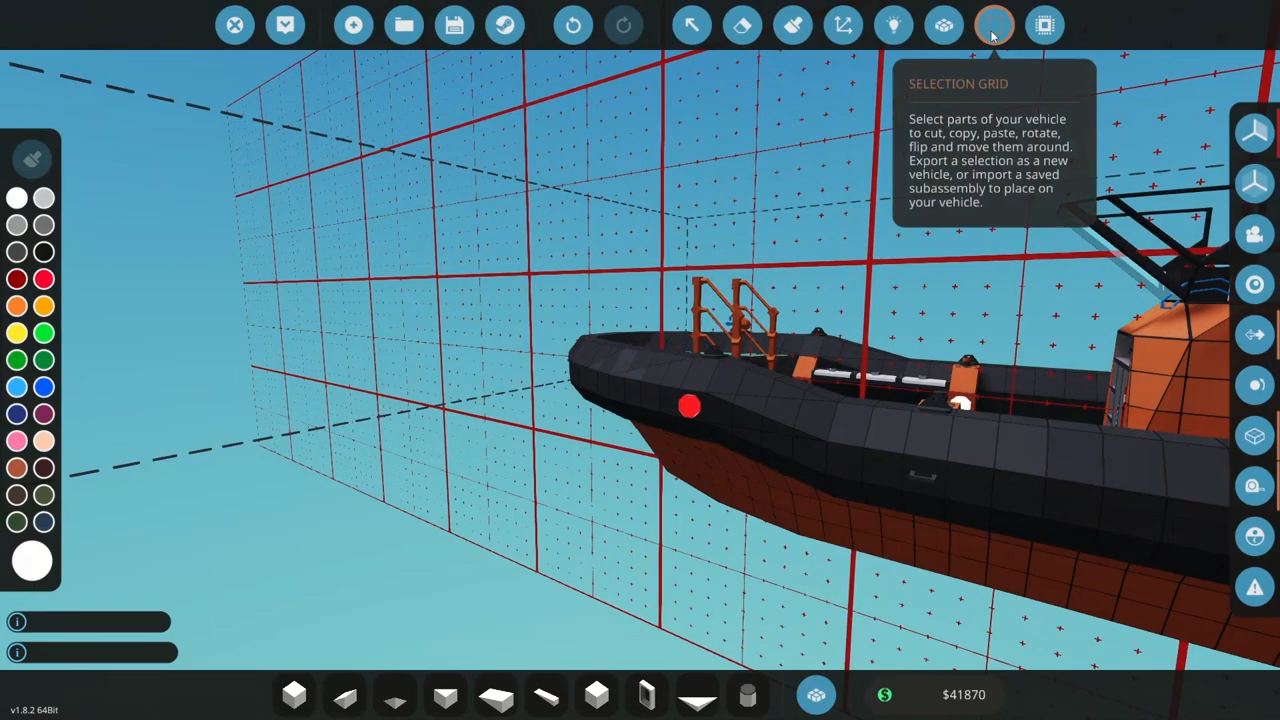 SELECTION GRID
Select parts of your vehicle
to cut, copy, paste, rotate,
flip and move them around.
Export a selection as a new
vehicle, or import a saved
subassembly to place on
your vehicle.
$
$41870
v1.8.2 64Bit